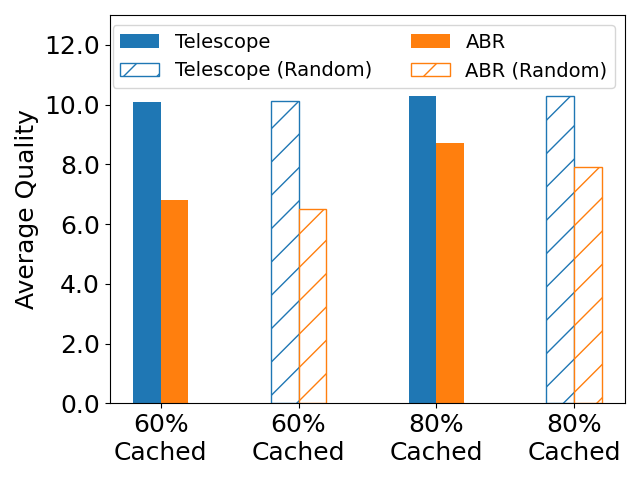 Average Quality
12.0
10.0
8.0
6.0
4.0
2.0
0.0
Telescope
Telescope (Random)
ABR
ABR (Random)
60%
Cached
60%
Cached
80%
Cached
80%
Cached